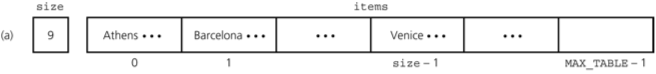 size items
(a) 9 Athens ••• Barcelona ••• ••• Venice ••• •••
0 1 size – 1 MAX_TABLE – 1